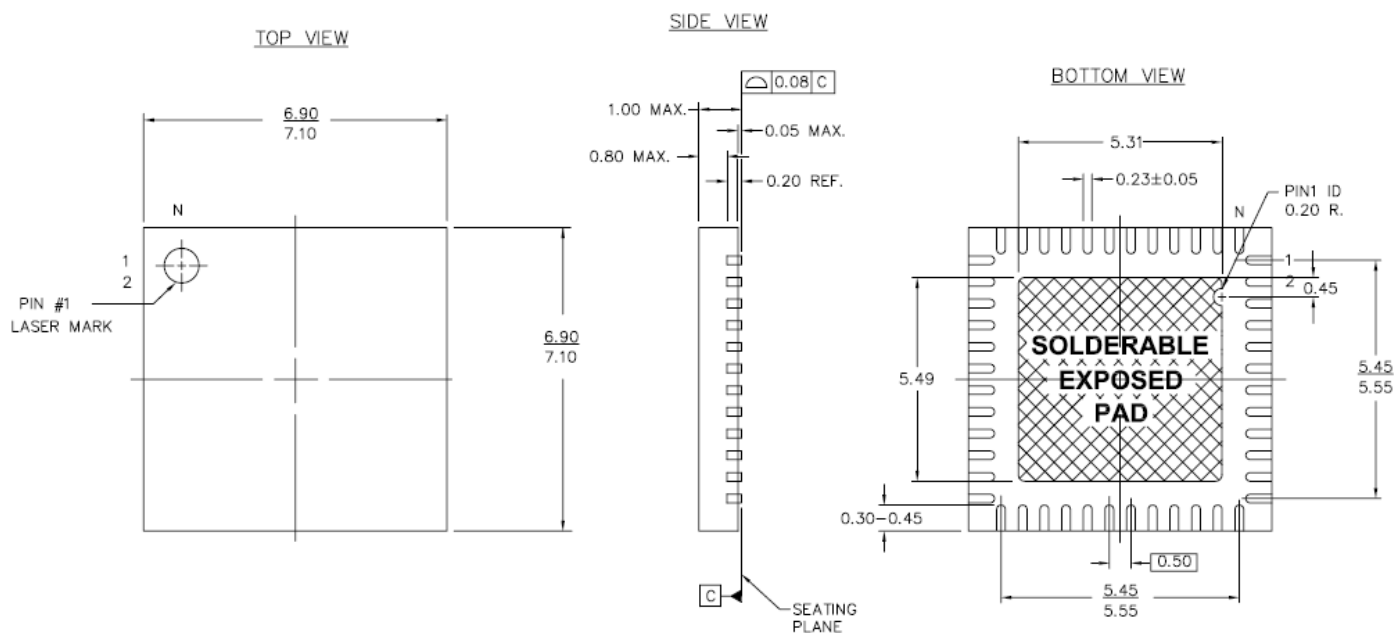 TOP VIEW
6.90
7.10
N
1
2
PIN #1
LASER MARK
6.90
7.10
SIDE VIEW
0.08 C
1.00 MAX.
0.05 MAX.
0.80 MAX.
0.20 REF.
C
SEATING
PLANE
BOTTOM VIEW
5.31
0.23±0.05
PIN1 ID
0.20 R.
N
1
2
0.45
SOLDERABLE
EXPOSED
PAD
5.49
5.45
5.55
0.30-0.45
0.50
5.45
5.55